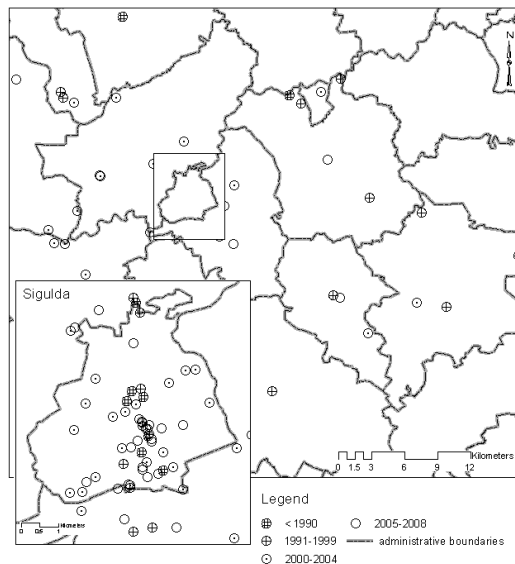 N
Sigulda
Kilometers
0 1.5 3 6 9 12
Kilometers
0 0.5 1
Legend
< 1990
2005-2008
1991-1999
administrative boundaries
2000-2004